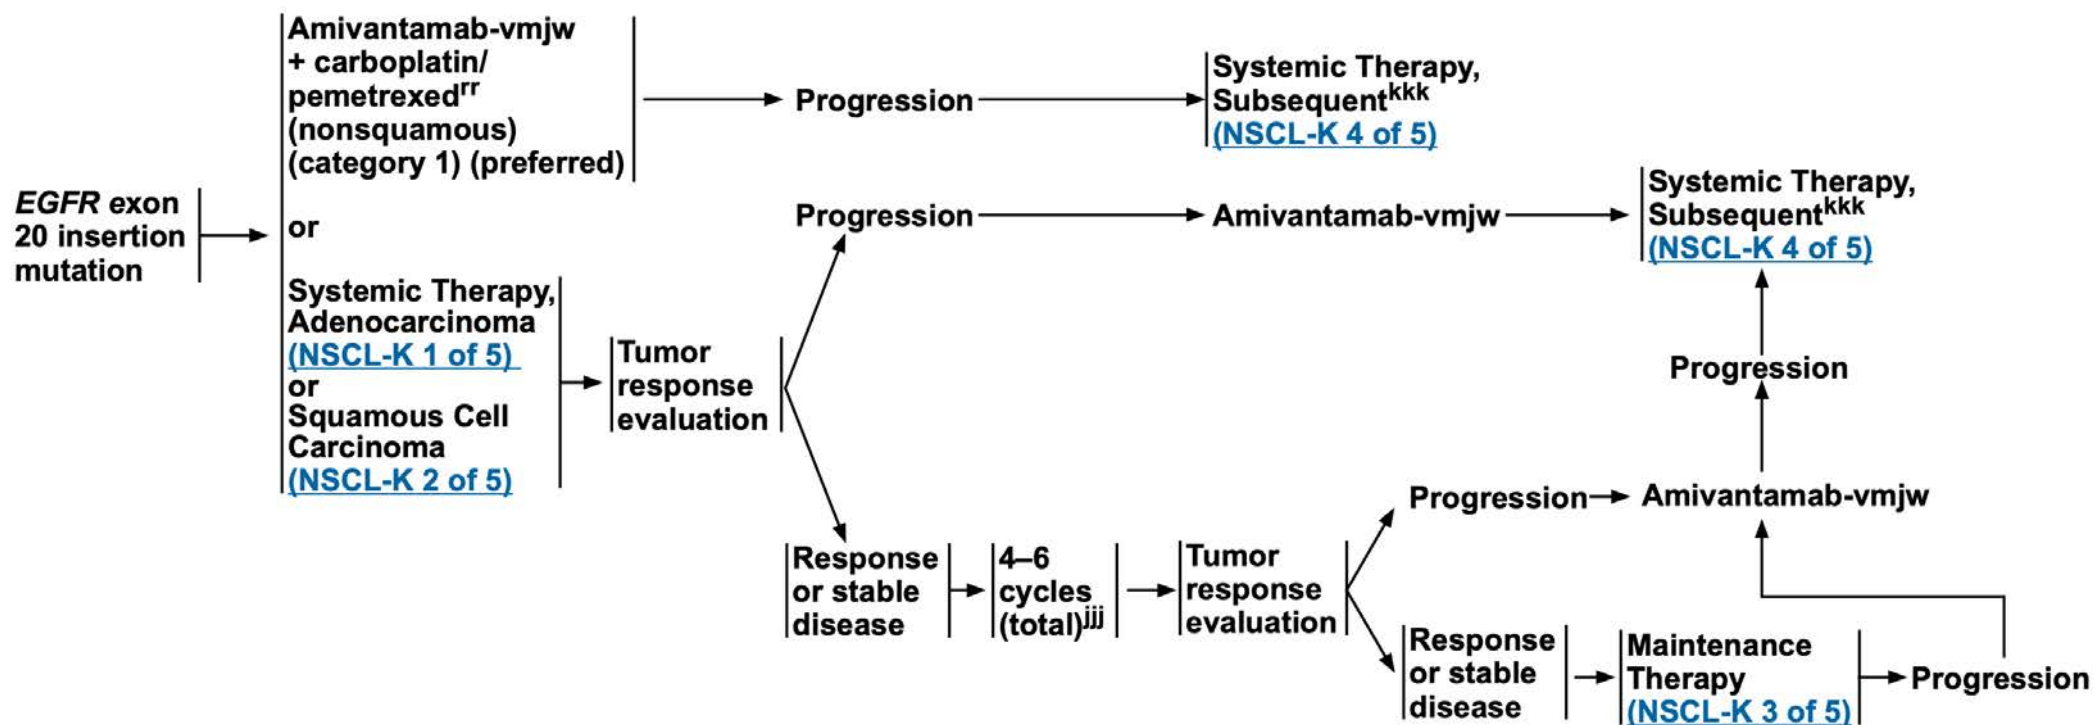 EGFR exon
20 insertion
mutation
Amivantamab-vmjw
+ carboplatin/
pemetrexedrr
(nonsquamous)
(category 1) (preferred)
or
Systemic Therapy,
Adenocarcinoma
(NSCL-K 1 of 5)
or
Squamous Cell
Carcinoma
(NSCL-K 2 of 5)
Progression
Systemic Therapy,
Subsequentkkk
(NSCL-K 4 of 5)
Tumor
response
evaluation
Progression
Amivantamab-vmjw
Systemic Therapy,
Subsequentkkk
(NSCL-K 4 of 5)
Response
or stable
disease
4–6
cycles
(total)jjj
Tumor
response
evaluation
Progression
Amivantamab-vmjw
Progression
Response
or stable
disease
Maintenance
Therapy
(NSCL-K 3 of 5)
Progression